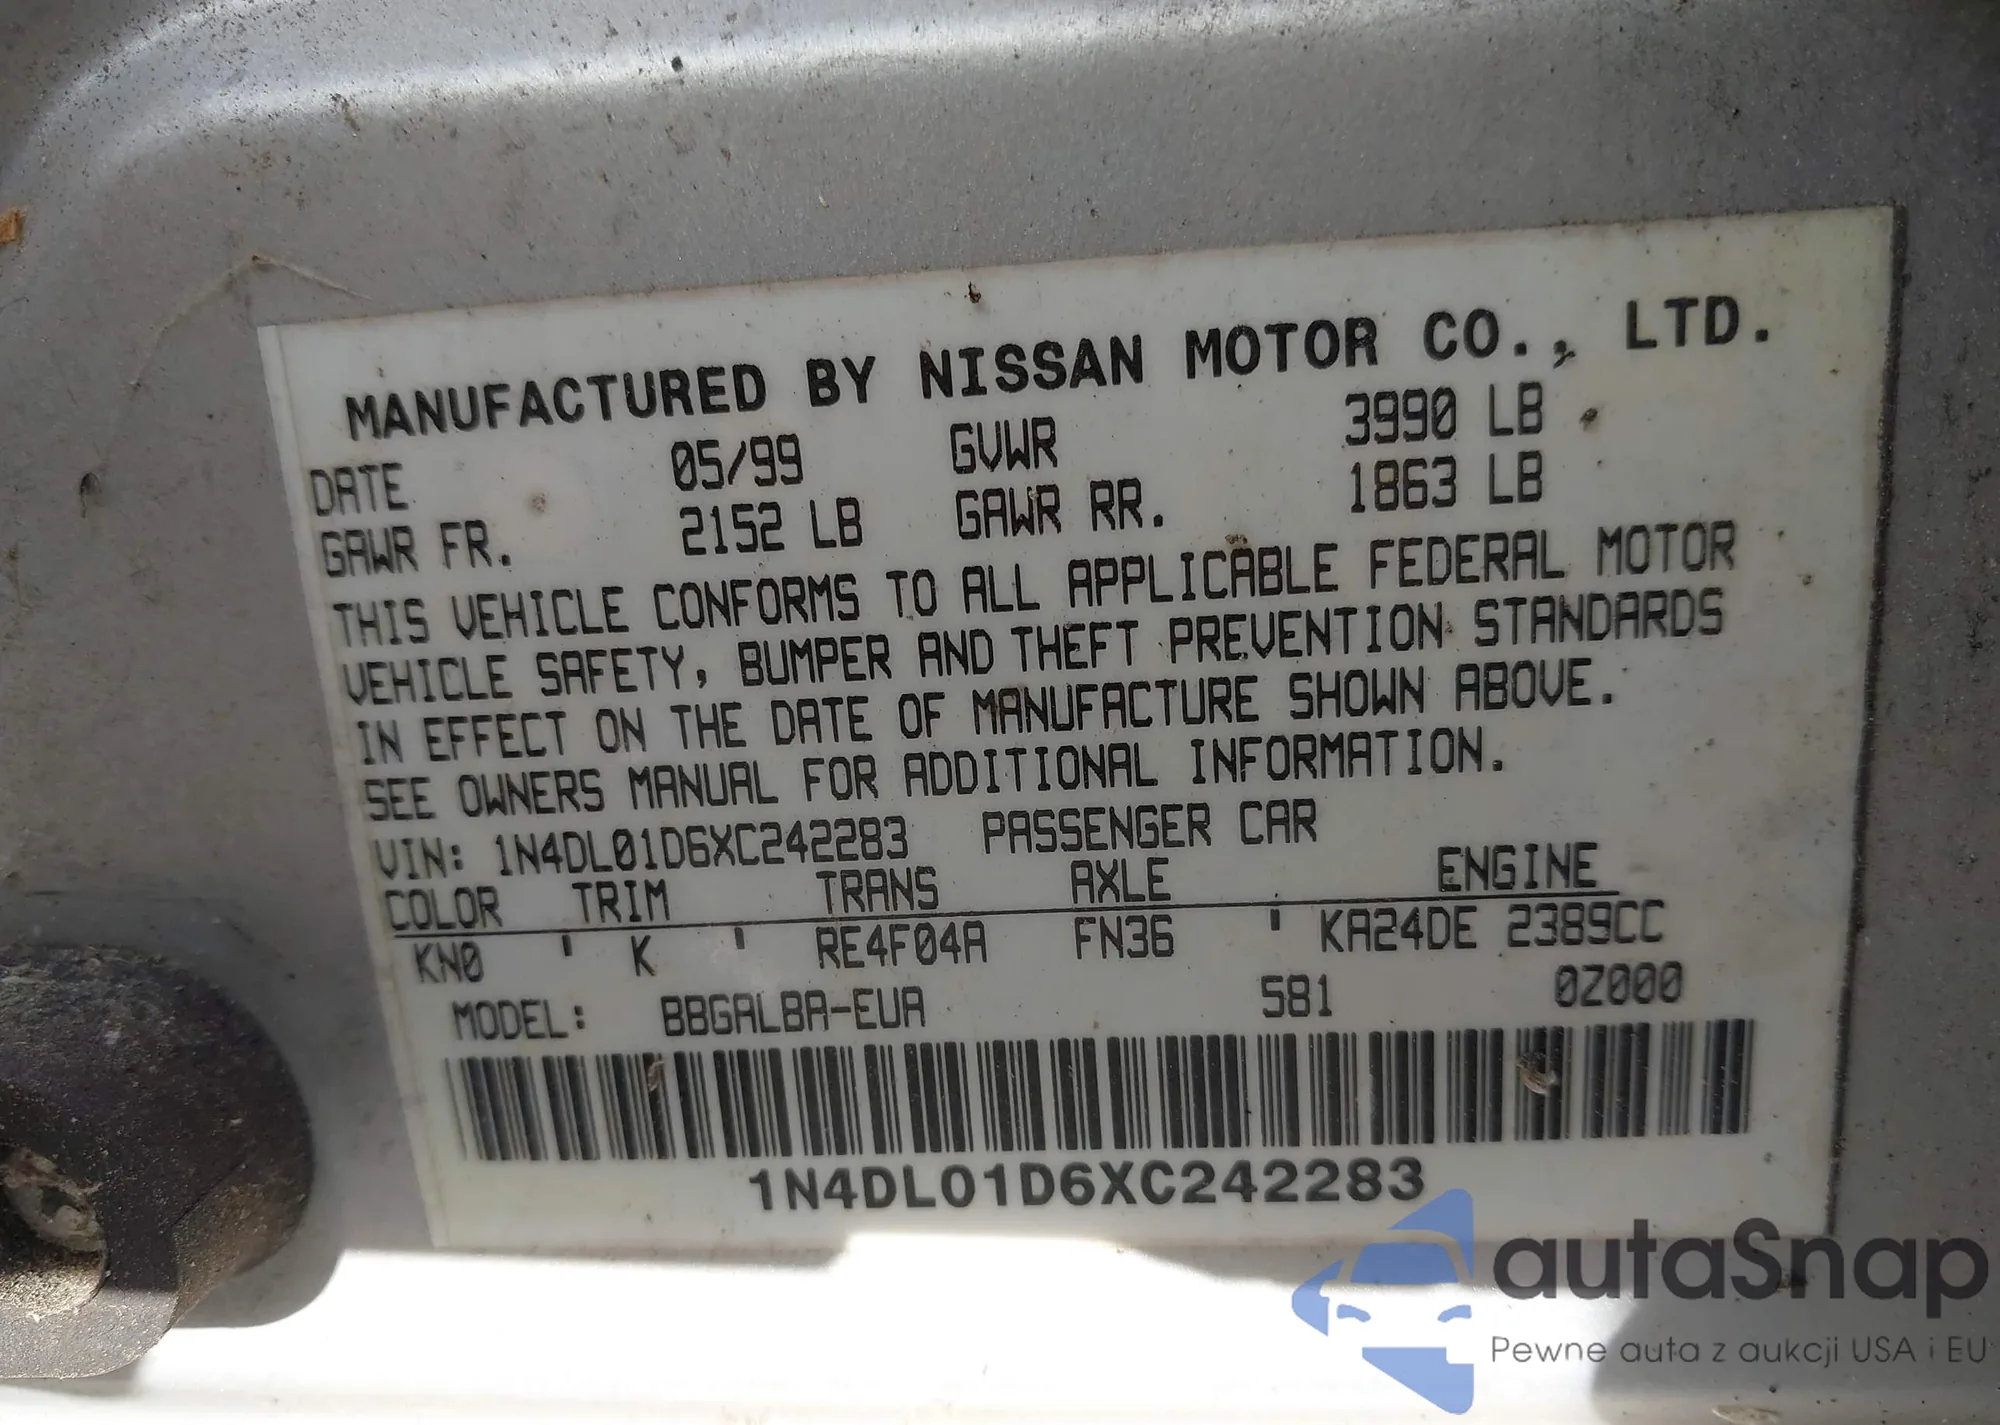 MANUFACTURED BY NISSAN MOTOR CO., LTD.
DATE 05/99 GVWR 3990 LB
GAWR FR. 2152 LB GAWR RR. 1863 LB
THIS VEHICLE CONFORMS TO ALL APPLICABLE FEDERAL MOTOR
VEHICLE SAFETY, BUMPER AND THEFT PREVENTION STANDARDS
IN EFFECT ON THE DATE OF MANUFACTURE SHOWN ABOVE.
SEE OWNERS MANUAL FOR ADDITIONAL INFORMATION.
VIN: 1N4DL01D6XC242283 PASSENGER CAR
COLOR TRIM TRANS AXLE ENGINE
KN0 ' K ' RE4F04A FN36 ' KA24DE 2389CC
MODEL: BBGALBA-EUA 581 0Z000
1N4DL01D6XC242283
autaSnap
Pewne auta z aukcji USA i EU